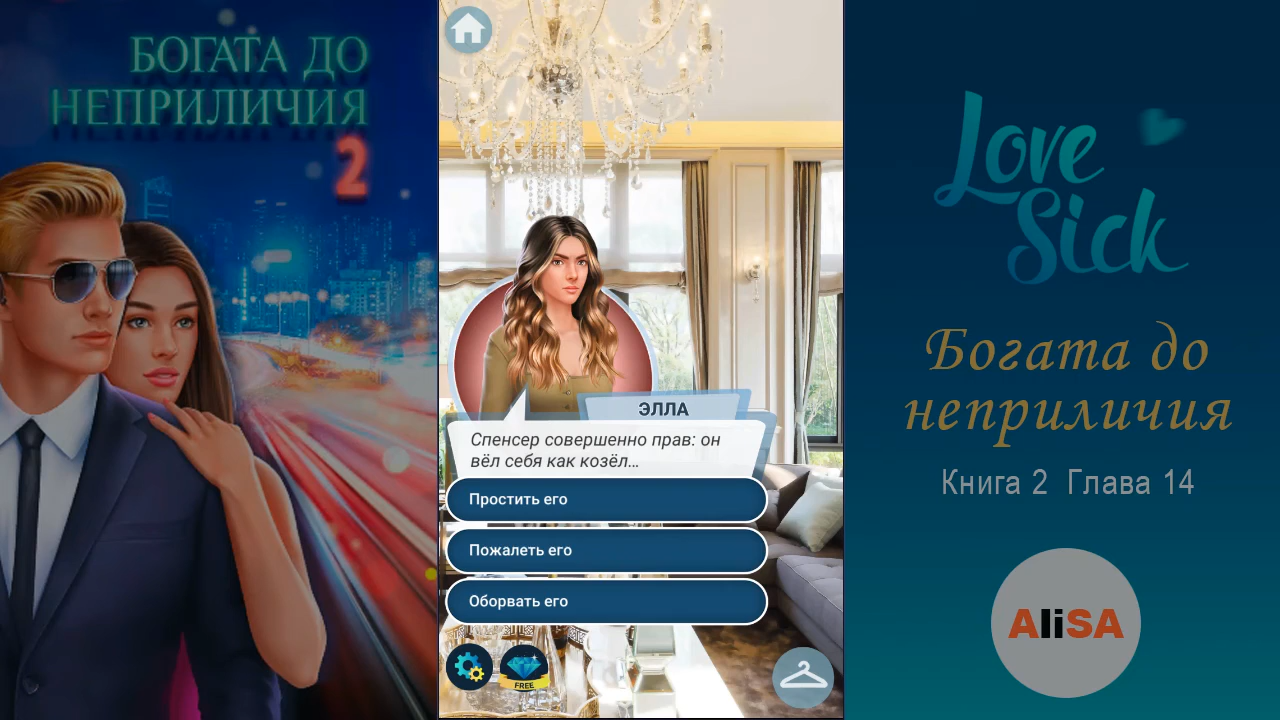 БОГАТА ДО
НЕПРИЛИЧИЯ
2
ЭЛЛА
Спенсер совершенно прав: он
вёл себя как козёл...
Простить его
Пожалеть его
Оборвать его
FREE
Love
Sick
Богата до
неприличия
Книга 2 Глава 14
AliSA